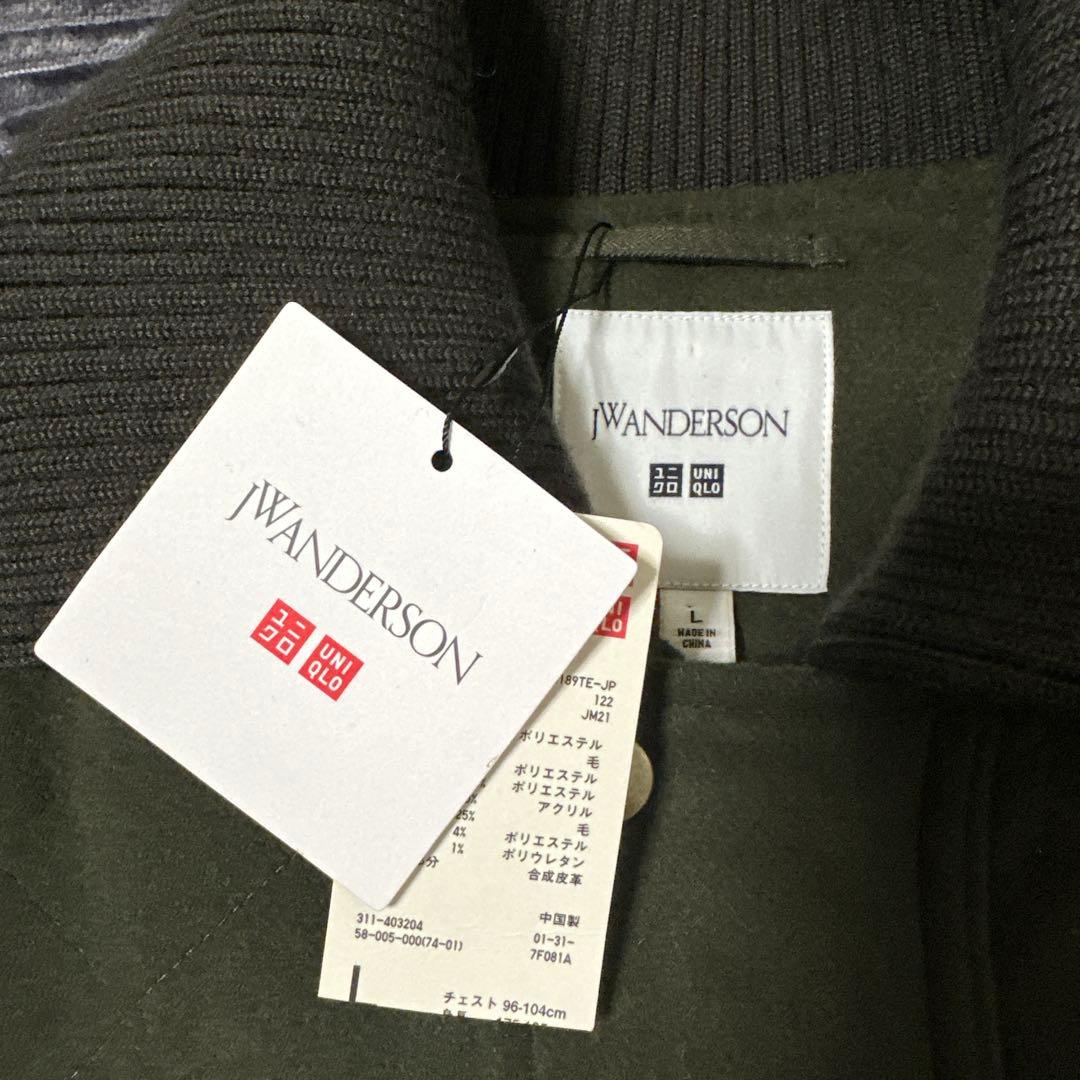 JWANDERSON
ユニ
クロ
UNI
QLO
L
MADE IN
CHINA
JWANDERSON
ユニ
クロ
UNI
QLO
189TE-JP
122
JM21
ポリエステル
毛
ポリエステル
ポリエステル
アクリル
25% 毛
4% ポリエステル
1% ポリウレタン
分 合成皮革
311-403204 中国製
58-005-000(74-01) 01-31-
7F081A
チェスト 96-104cm